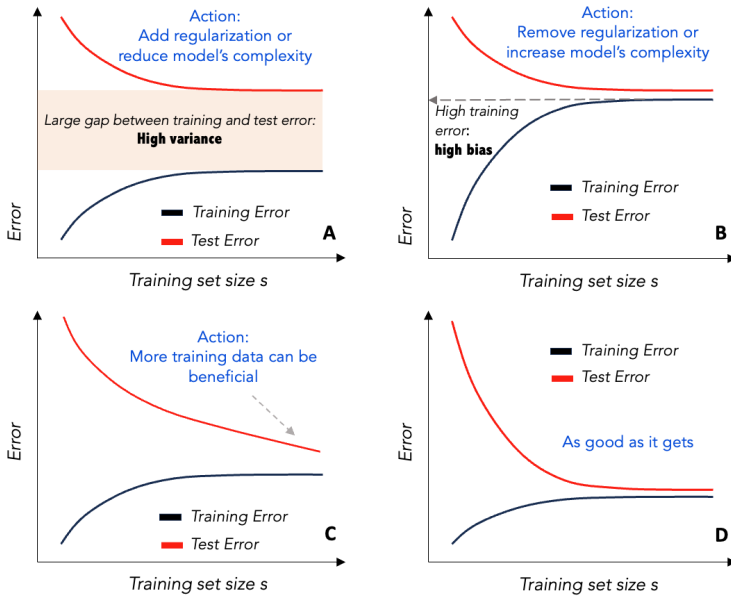 Action:
Add regularization or
reduce model's complexity
Large gap between training and test error:
High variance
Training Error
Test Error
A
Error
Training set size s
Action:
Remove regularization or
increase model's complexity
High training
error:
high bias
Training Error
Test Error
B
Error
Training set size s
Action:
More training data can be
beneficial
Training Error
Test Error
C
Error
Training set size s
Training Error
Test Error
As good as it gets
D
Error
Training set size s